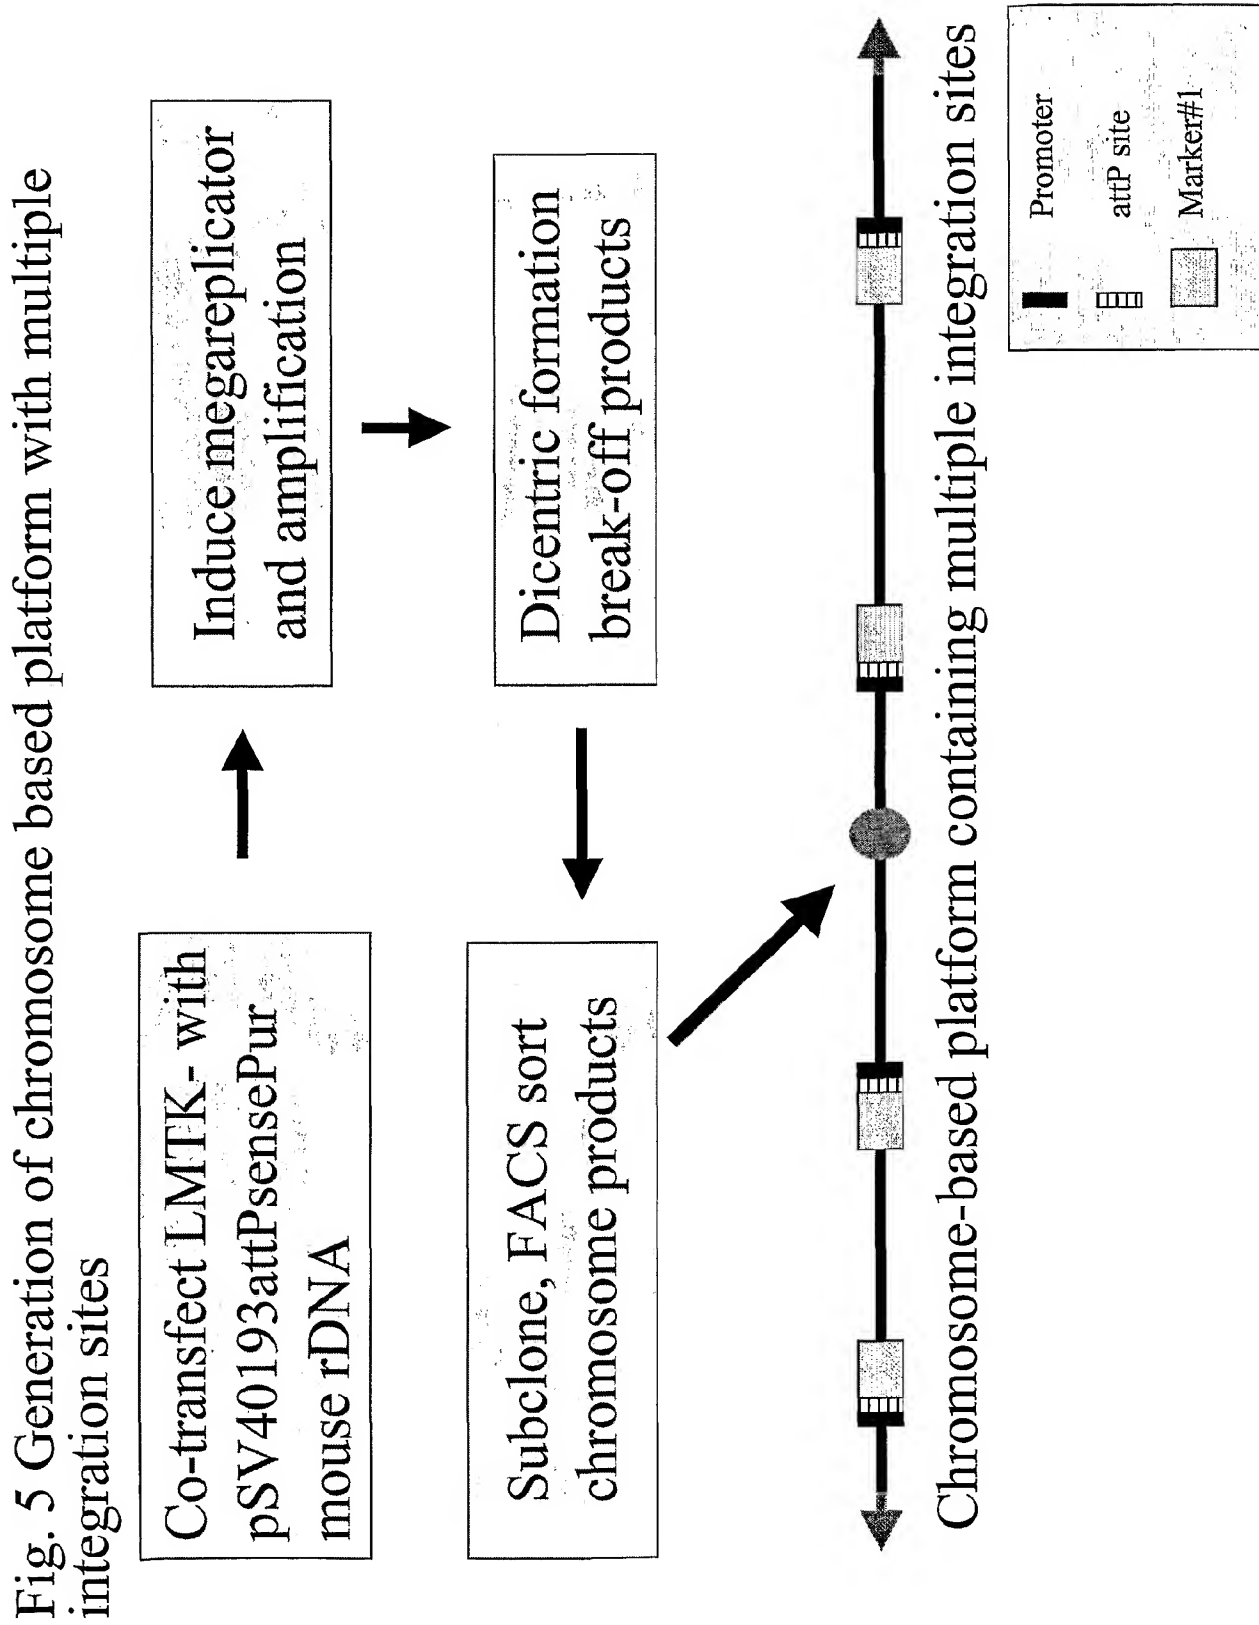 Fig. 5 Generation of chromosome based platform with multiple
integration sites
Co-transfect LMTK- with
pSV40193attPsensePur
mouse rDNA
Induce megareplicator
and amplification
Dicentric formation
break-off products
Subclone, FACS sort
chromosome products
Chromosome-based platform containing multiple integration sites
Promoter
attP site
Marker#1